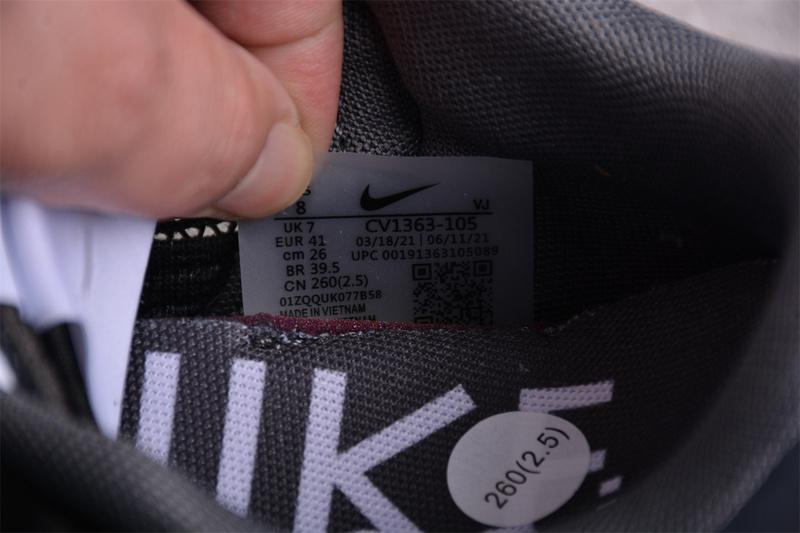 8
VJ
UK 7
CV1363-105
EUR 41
03/18/21 | 06/11/21
cm 26
UPC 00191363105089
BR 39.5
CN 260(2.5)
01ZQQUK077B58
MADE IN VIETNAM
260(2.5)